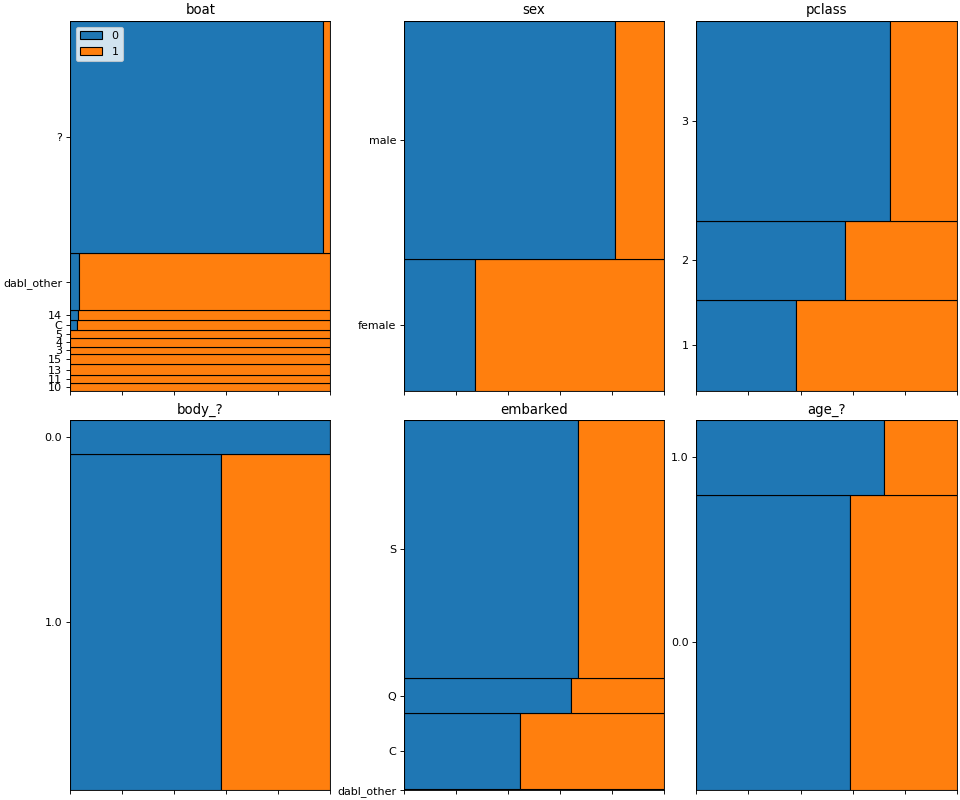 boat
0
1
?
dabl_other
14
C
5
4
3
15
13
11
10
sex
male
female
pclass
3
2
1
body_?
0.0
1.0
embarked
S
Q
C
dabl_other
age_?
1.0
0.0